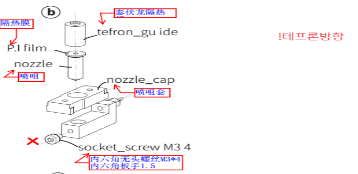 b
泰伏龙隔热
隔热膜
tefron_gu ide
!테프론방향
P.I film
nozzle
喷咀
nozzle_cap
喷咀套
socket_screw M3 4
内六角无头螺丝M3*4
内六角扳手1.5